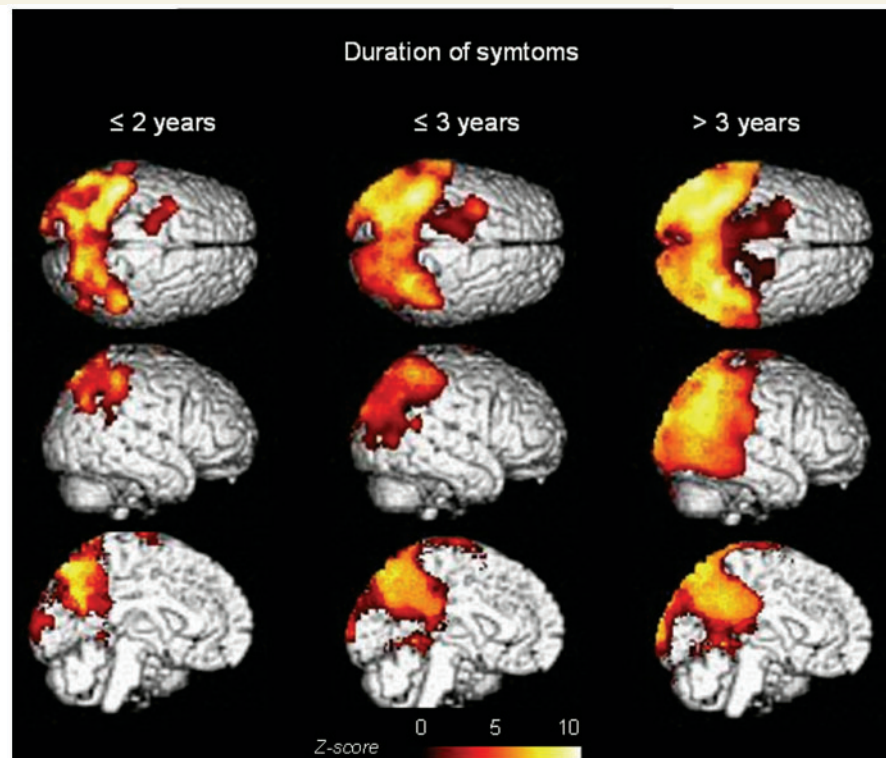 Duration of symtoms
≤ 2 years ≤ 3 years > 3 years
0 5 10
Z-score